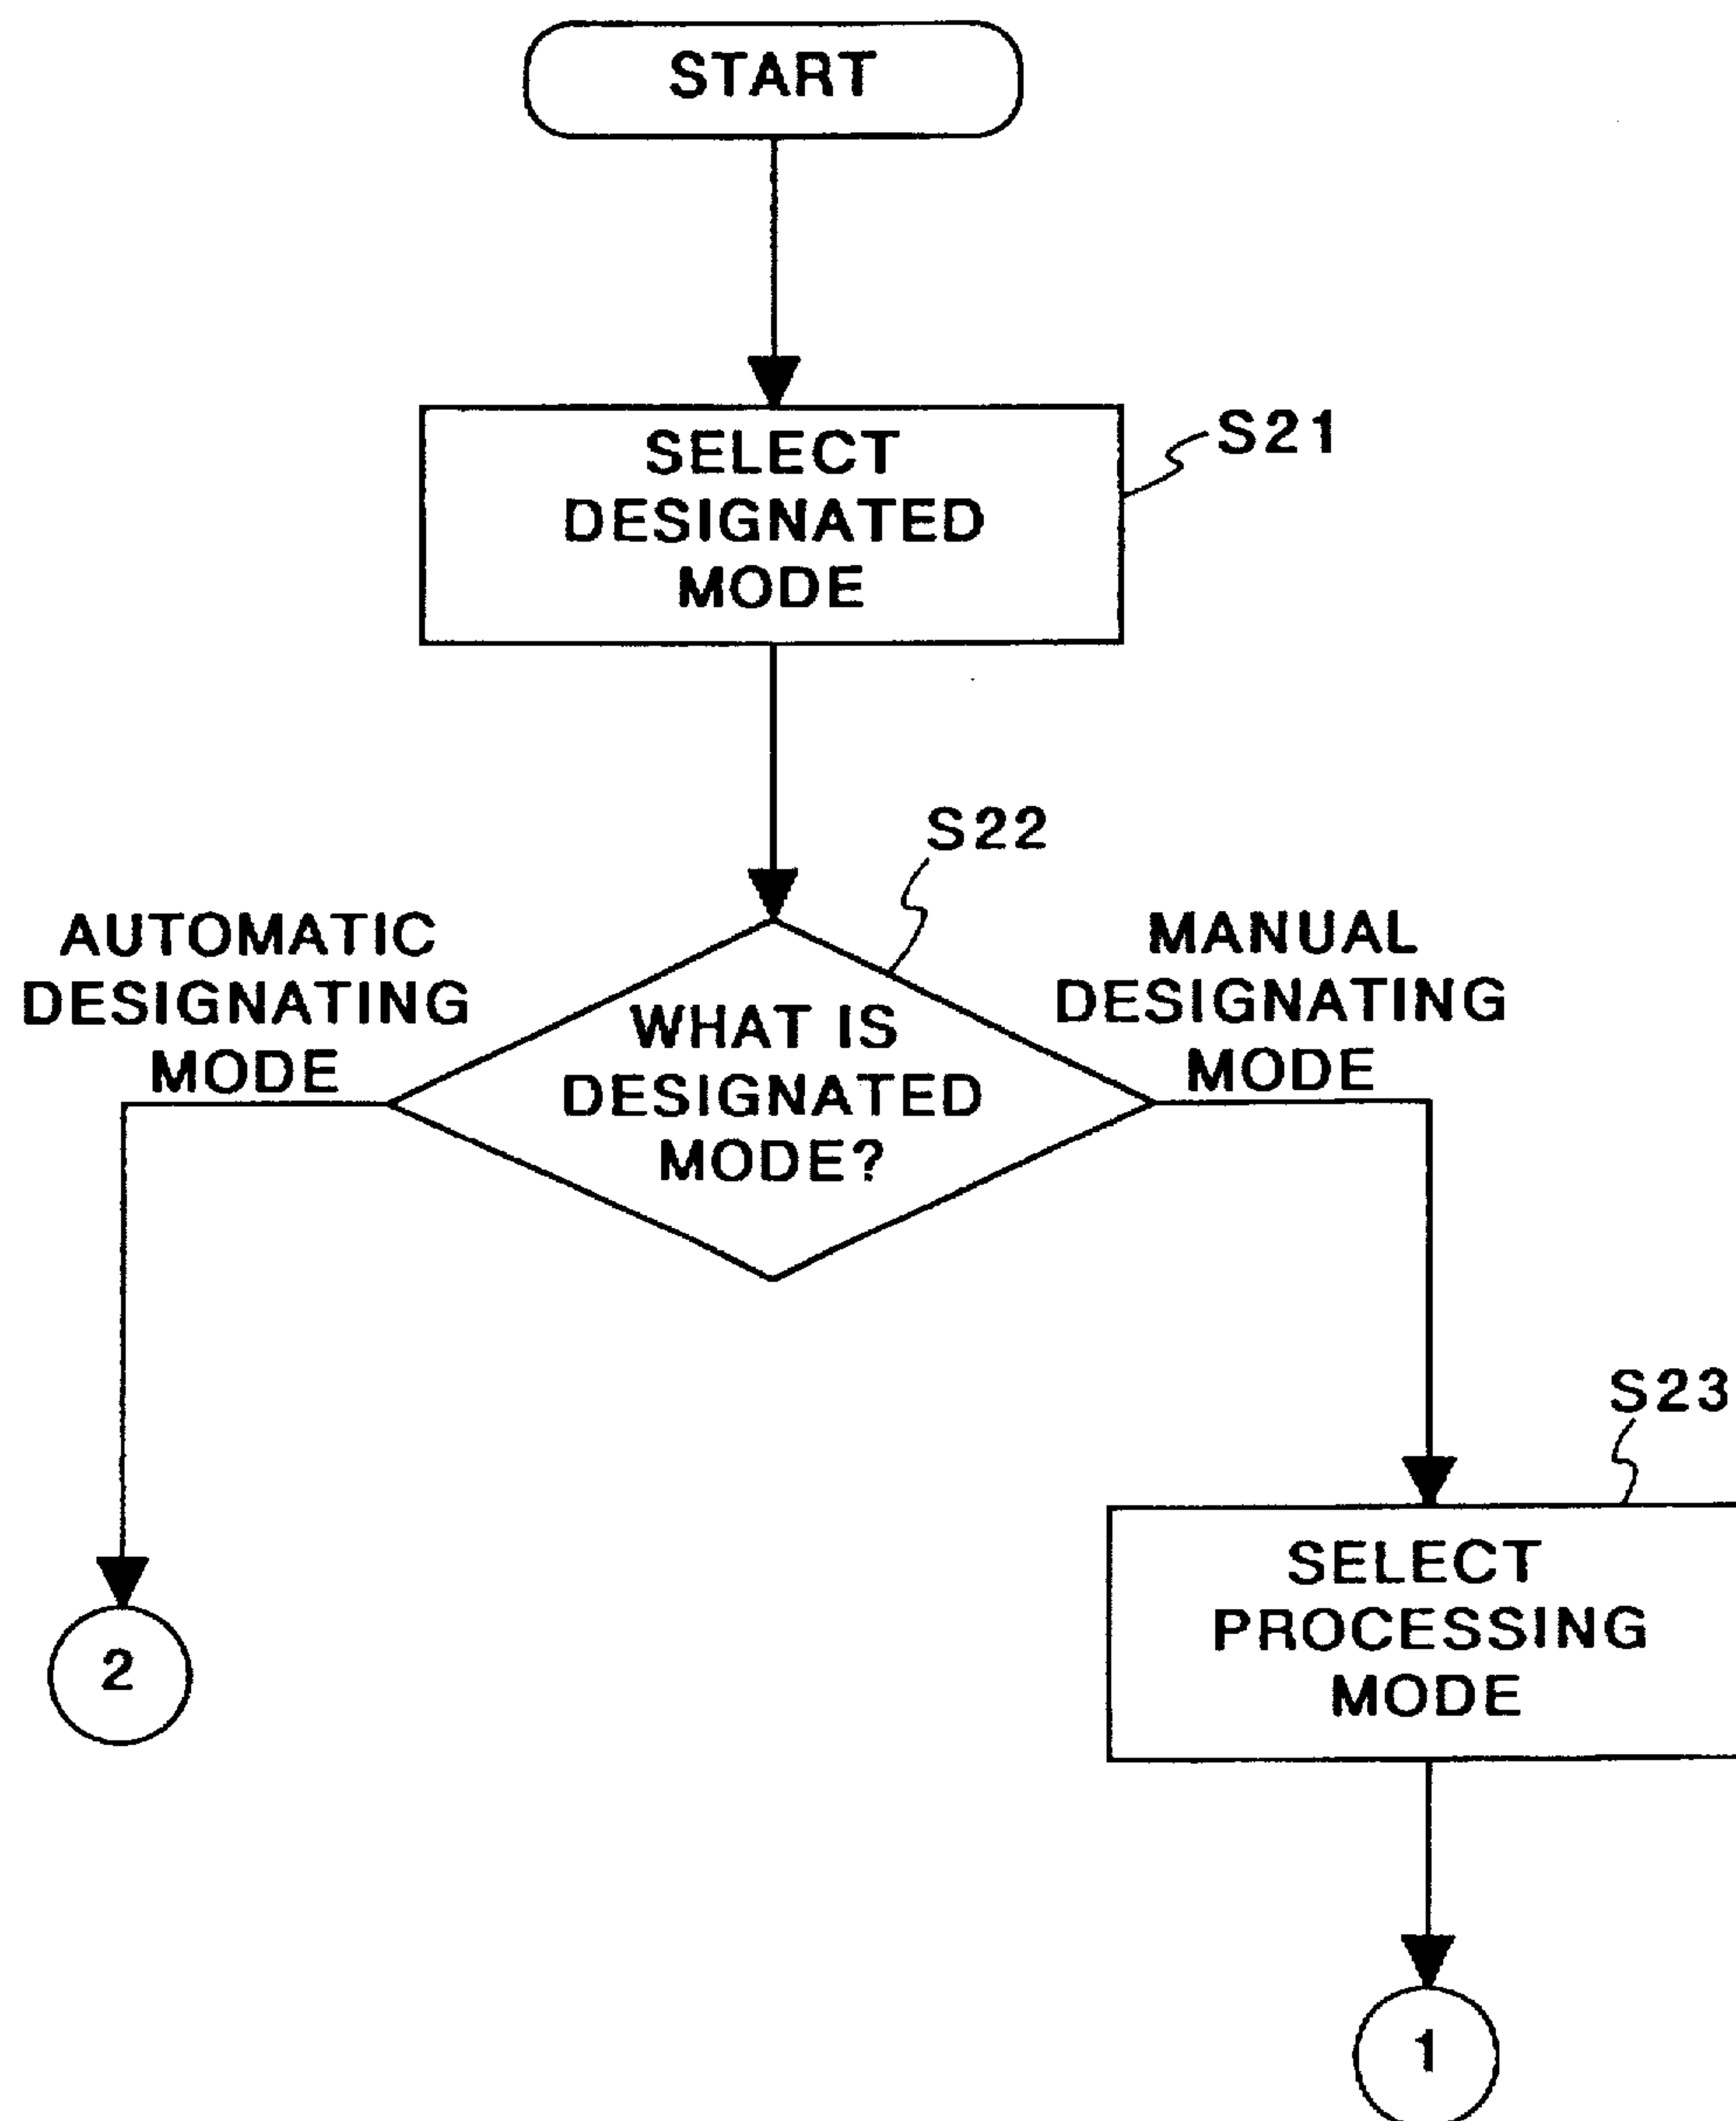 START
SELECT
DESIGNATED
MODE
S21
S22
AUTOMATIC
DESIGNATING
MODE
WHAT IS
DESIGNATED
MODE?
MANUAL
DESIGNATING
MODE
S23
SELECT
PROCESSING
MODE
2
1